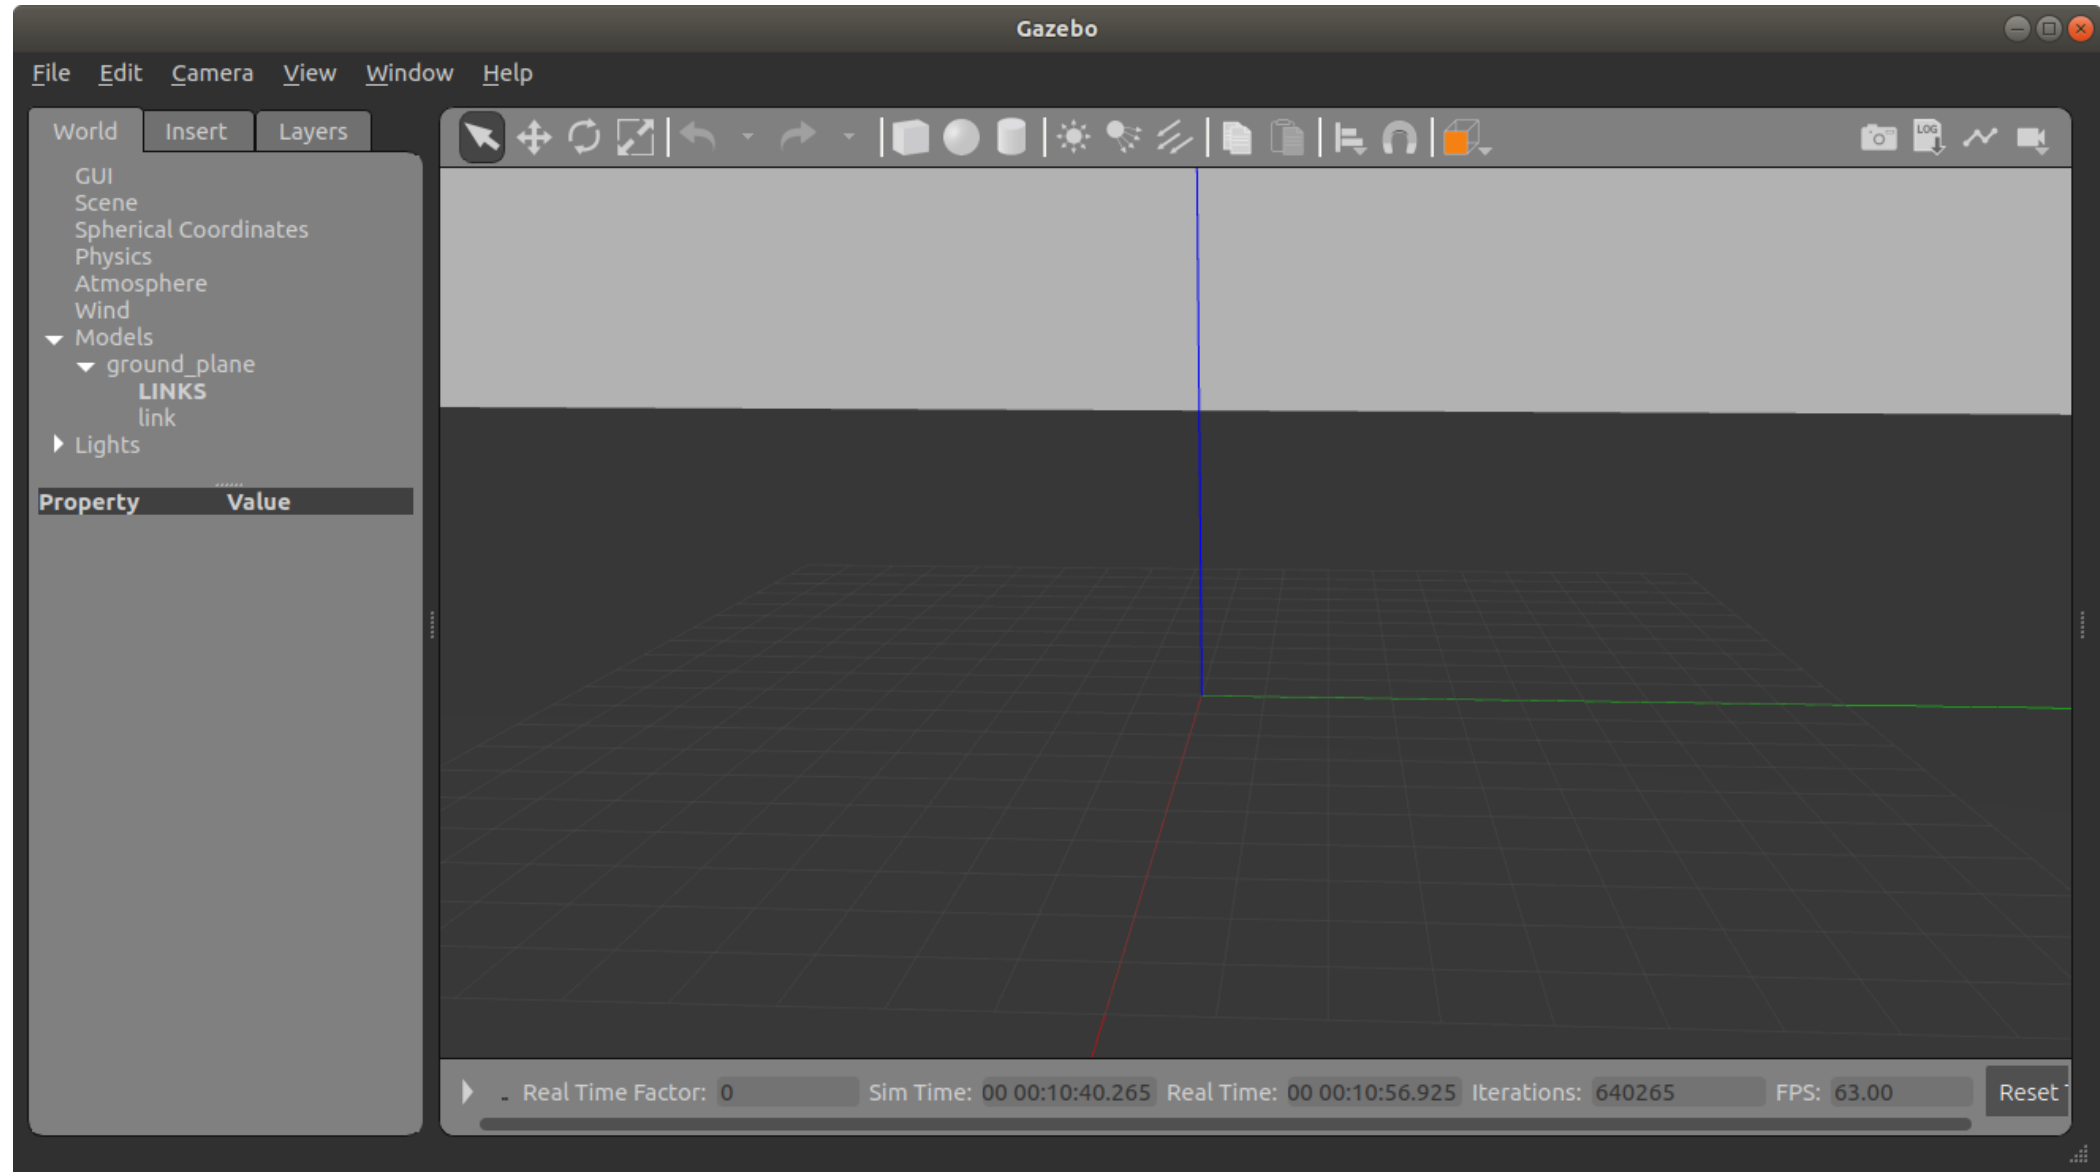 Gazebo
File Edit Camera View Window Help
World Insert Layers
LOG
GUI
Scene
Spherical Coordinates
Physics
Atmosphere
Wind
Models
ground_plane
LINKS
link
Lights
Property Value
Real Time Factor: 0 Sim Time: 00 00:10:40.265 Real Time: 00 00:10:56.925 Iterations: 640265 FPS: 63.00 Reset